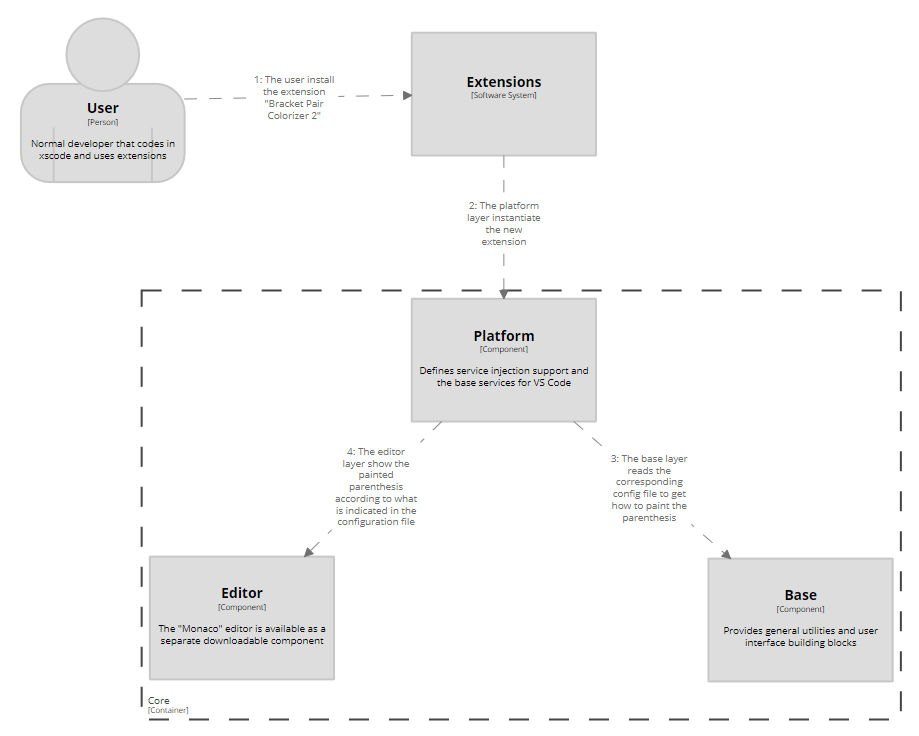 User
[Person]
Normal developer that codes in
xscode and uses extensions
1: The user install
the extension
"Bracket Pair
Colorizer 2"
Extensions
[Software System]
2: The platform
layer instantiate
the new
extension
Platform
[Component]
Defines service injection support and
the base services for VS Code
4: The editor
layer show the
painted
parenthesis
according to what
is indicated in the
configuration file
3: The base layer
reads the
corresponding
config file to get
how to paint the
parenthesis
Editor
[Component]
The "Monaco" editor is available as a
separate downloadable component
Base
[Component]
Provides general utilities and user
interface building blocks
Core
[Container]